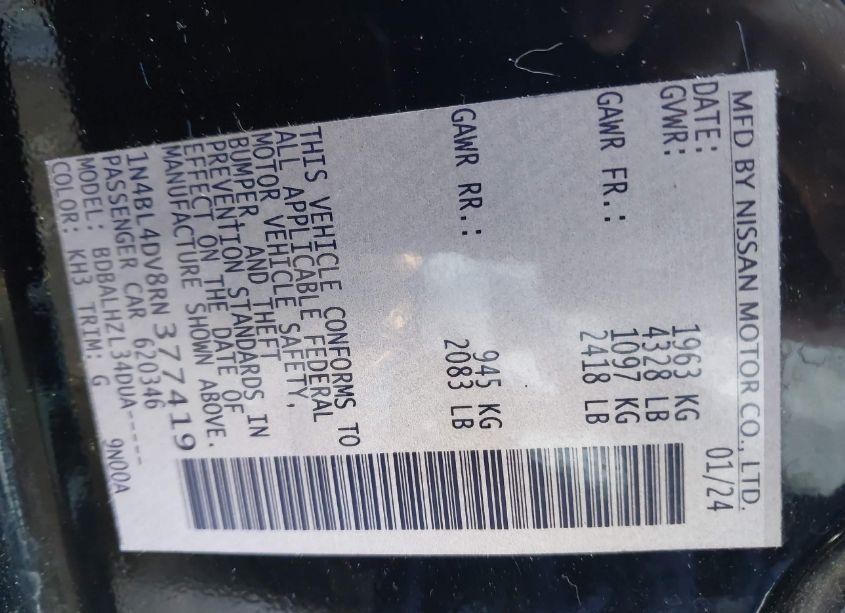 MFD BY NISSAN MOTOR CO., LTD.
DATE: 01/24
GVWR: 1963 KG
4328 LB
GAWR FR.: 1097 KG
2418 LB
GAWR RR.: 945 KG
2083 LB
THIS VEHICLE CONFORMS TO
ALL APPLICABLE FEDERAL
MOTOR VEHICLE SAFETY,
BUMPER, AND THEFT
PREVENTION STANDARDS IN
EFFECT ON THE DATE OF
MANUFACTURE SHOWN ABOVE.
1N4BL4DV8RN377419
PASSENGER CAR 620346
MODEL: BDBALHZL34DUA-----
COLOR: KH3 TRIM: G 9N00A